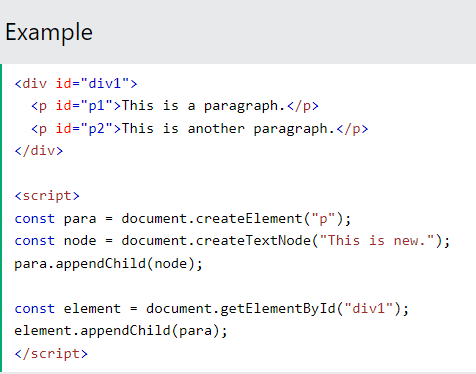 Example
<div id="div1">
  <p id="p1">This is a paragraph.</p>
  <p id="p2">This is another paragraph.</p>
</div>

<script>
const para = document.createElement("p");
const node = document.createTextNode("This is new.");
para.appendChild(node);

const element = document.getElementById("div1");
element.appendChild(para);
</script>